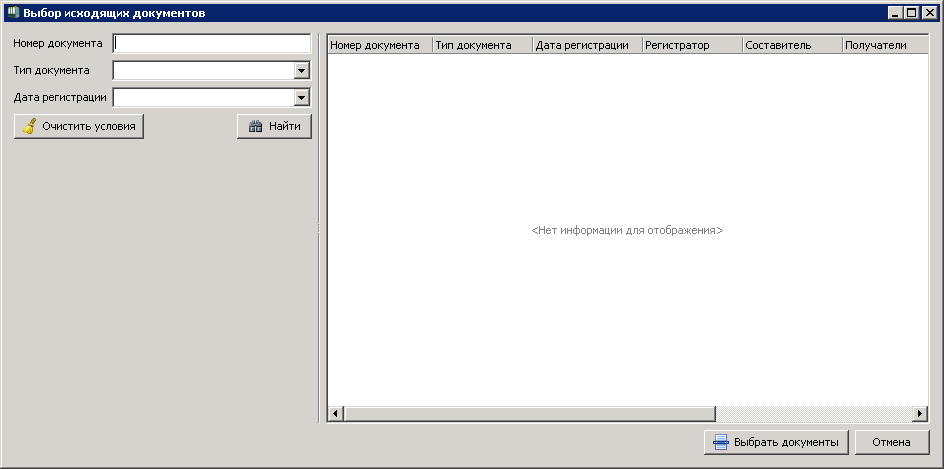 Выбор исходящих документов
Номер документа
Тип документа
Дата регистрации
Очистить условия
Найти
Номер документа Тип документа Дата регистрации Регистратор Составитель Получатели
<Нет информации для отображения>
Выбрать документы
Отмена